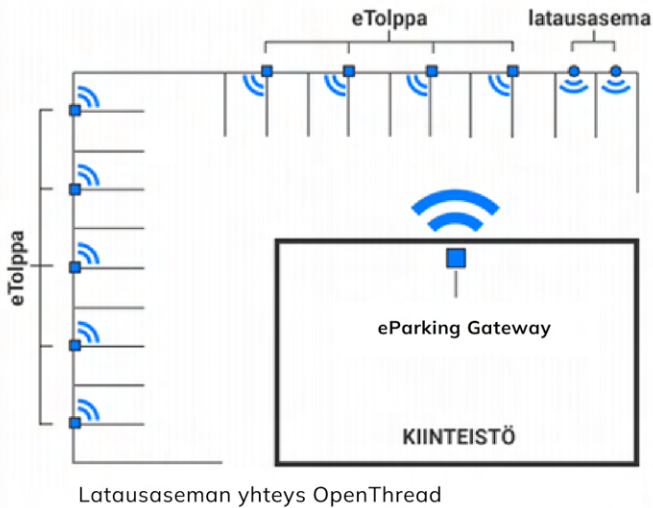 eTolppa
latausasema
eTolppa
eParking Gateway
KIINTEISTÖ
Latausaseman yhteys OpenThread